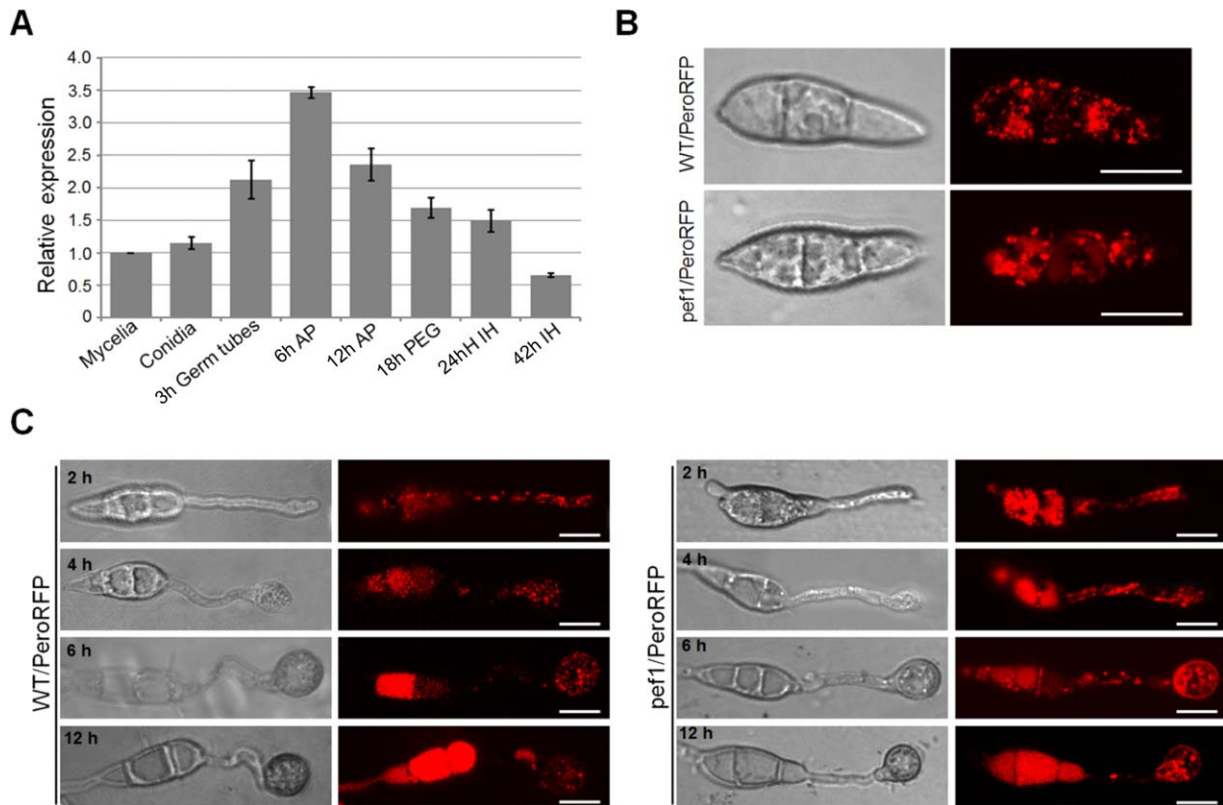 A
Relative expression
4.0
3.5
3.0
2.5
2.0
1.5
1.0
0.5
0
Mycelia
Conidia
3h Germ tubes
6h AP
12h AP
18h PEG
24hH IH
42h IH
B
WT/PeroRFP
pef1/PeroRFP
C
WT/PeroRFP
2 h
4 h
6 h
12 h
pef1/PeroRFP
2 h
4 h
6 h
12 h